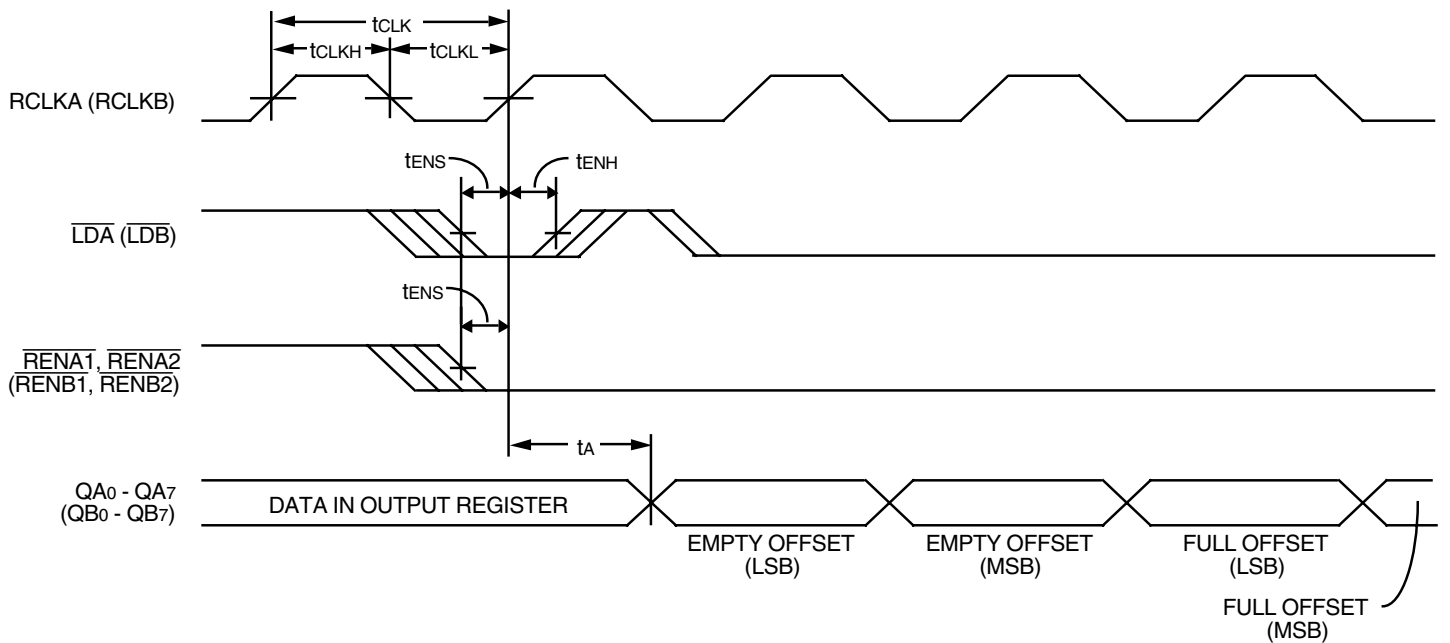 tCLK
tCLKH
tCLKL
RCLKA (RCLKB)
tENS
tENH
LDA (LDB)
tENS
RENA1, RENA2
(RENB1, RENB2)
tA
QA0 - QA7
(QB0 - QB7)
DATA IN OUTPUT REGISTER
EMPTY OFFSET
(LSB)
EMPTY OFFSET
(MSB)
FULL OFFSET
(LSB)
FULL OFFSET
(MSB)